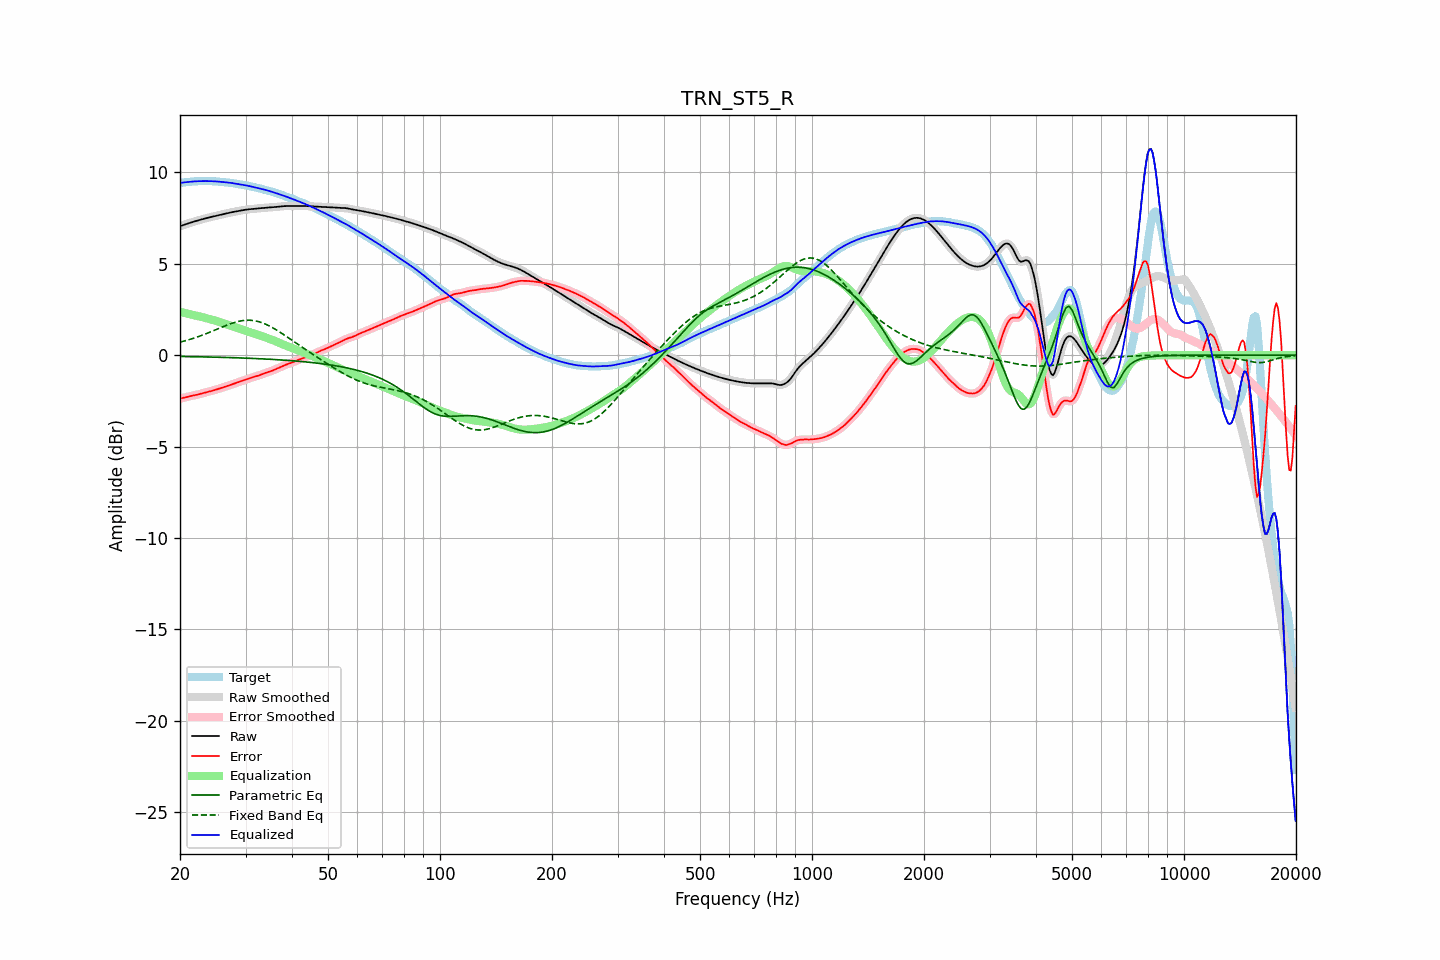 TRN_ST5_R
10
5
0
−5
−10
−15
−20
−25
Amplitude (dBr)
Target
Raw Smoothed
Error Smoothed
Raw
Error
Equalization
Parametric Eq
Fixed Band Eq
Equalized
20 50 100 200 500 1000 2000 5000 10000 20000
Frequency (Hz)